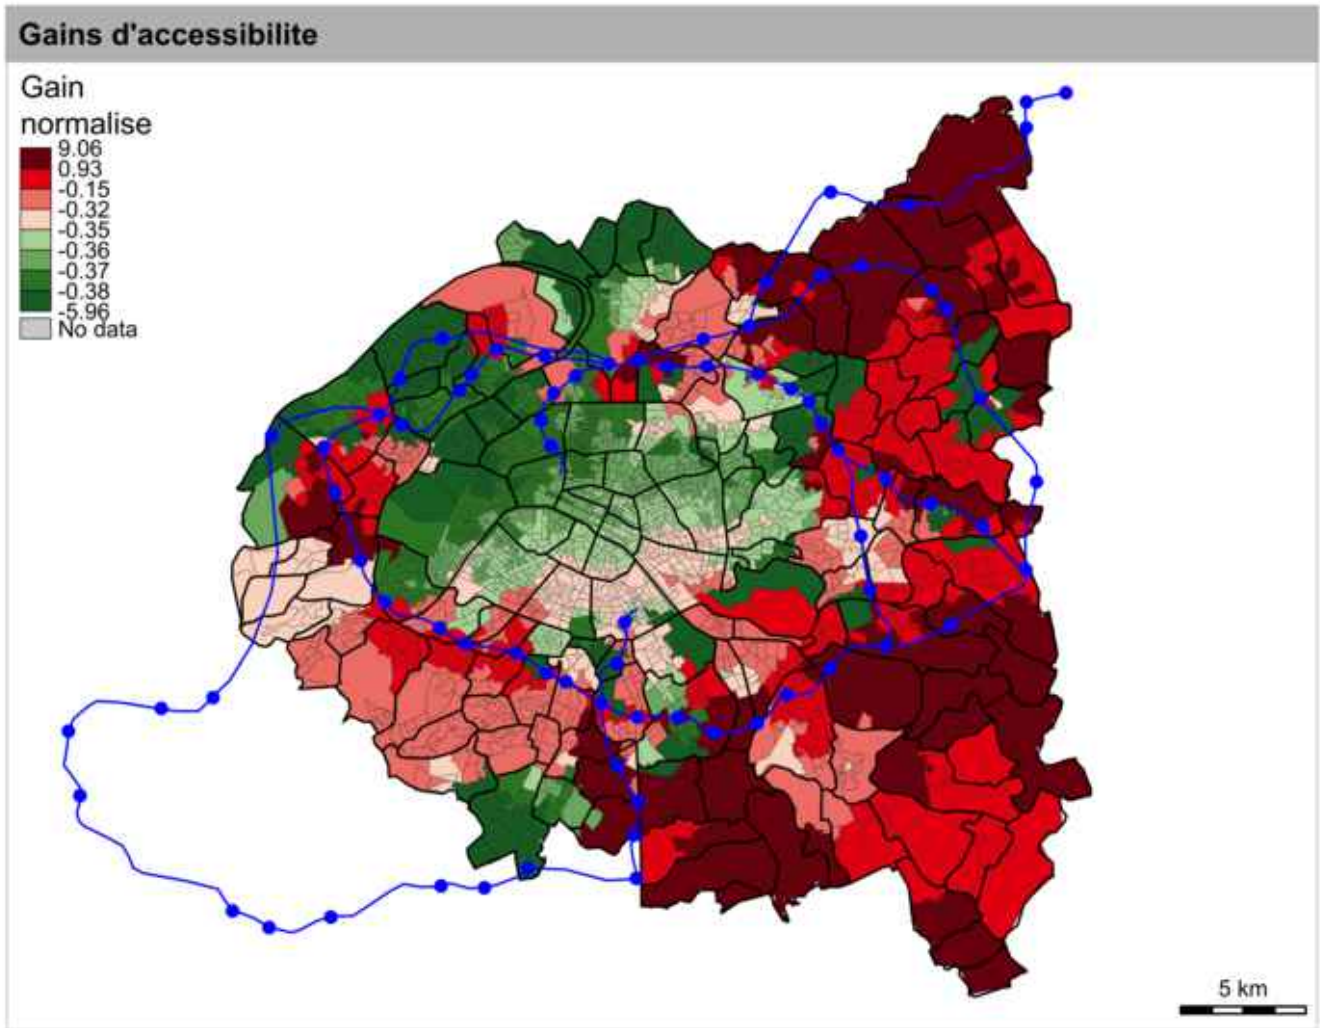 Gains d'accessibilite
Gain
normalise
9.06
0.93
-0.15
-0.32
-0.35
-0.36
-0.37
-0.38
-5.96
No data
5 km